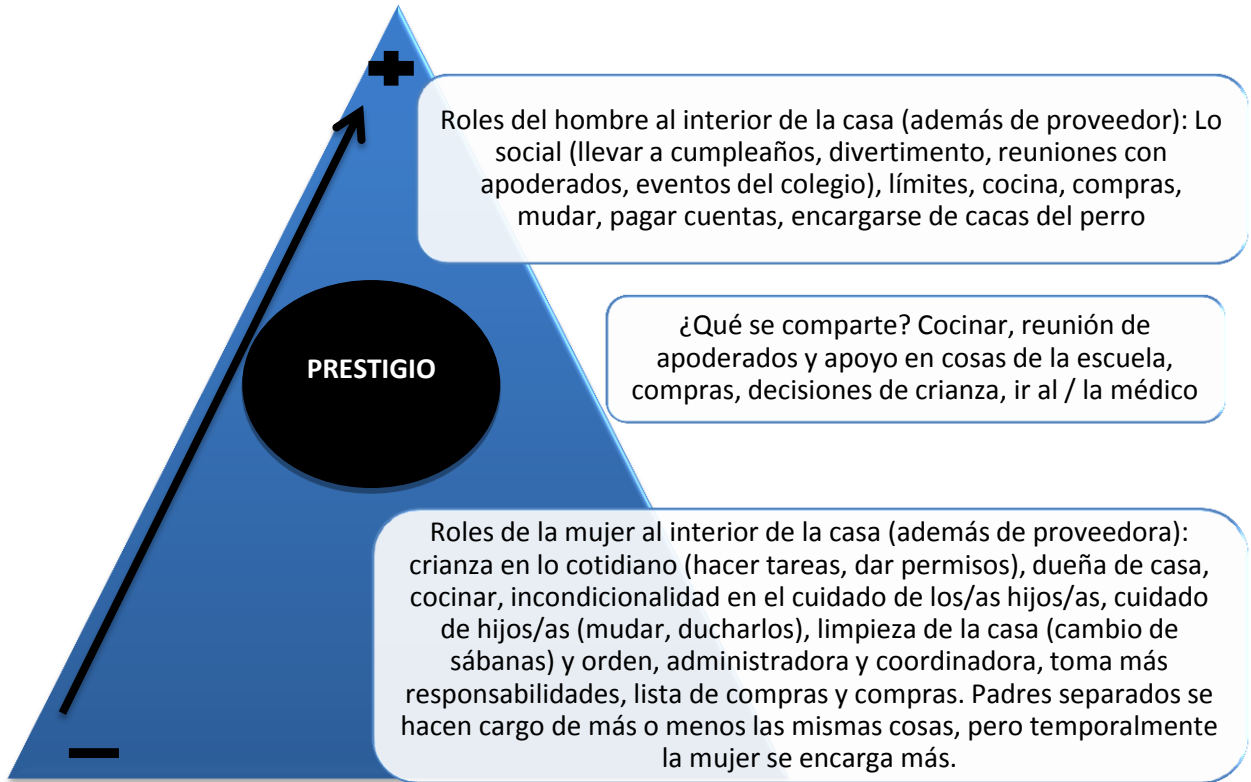 Roles del hombre al interior de la casa (además de proveedor): Lo
social (llevar a cumpleaños, divertimento, reuniones con
apoderados, eventos del colegio), límites, cocina, compras,
mudar, pagar cuentas, encargarse de cacas del perro
PRESTIGIO
¿Qué se comparte? Cocinar, reunión de
apoderados y apoyo en cosas de la escuela,
compras, decisiones de crianza, ir al / la médico
Roles de la mujer al interior de la casa (además de proveedora):
crianza en lo cotidiano (hacer tareas, dar permisos), dueña de casa,
cocinar, incondicionalidad en el cuidado de los/as hijos/as, cuidado
de hijos/as (mudar, ducharlos), limpieza de la casa (cambio de
sábanas) y orden, administradora y coordinadora, toma más
responsabilidades, lista de compras y compras. Padres separados se
hacen cargo de más o menos las mismas cosas, pero temporalmente
la mujer se encarga más.